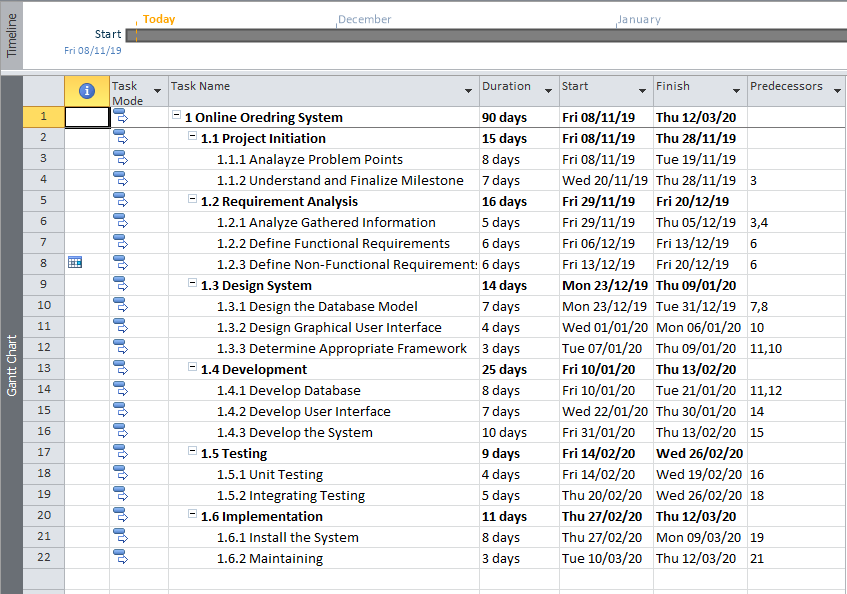 Timeline
Today
December
January
Start
Fri 08/11/19
Gantt Chart
Task Mode Task Name Duration Start Finish Predecessors
1 1 Online Oredring System 90 days Fri 08/11/19 Thu 12/03/20
2 1.1 Project Initiation 15 days Fri 08/11/19 Thu 28/11/19
3 1.1.1 Analayze Problem Points 8 days Fri 08/11/19 Tue 19/11/19
4 1.1.2 Understand and Finalize Milestone 7 days Wed 20/11/19 Thu 28/11/19 3
5 1.2 Requirement Analysis 16 days Fri 29/11/19 Fri 20/12/19
6 1.2.1 Analyze Gathered Information 5 days Fri 29/11/19 Thu 05/12/19 3,4
7 1.2.2 Define Functional Requirements 6 days Fri 06/12/19 Fri 13/12/19 6
8 1.2.3 Define Non-Functional Requirements 6 days Fri 13/12/19 Fri 20/12/19 6
9 1.3 Design System 14 days Mon 23/12/19 Thu 09/01/20
10 1.3.1 Design the Database Model 7 days Mon 23/12/19 Tue 31/12/19 7,8
11 1.3.2 Design Graphical User Interface 4 days Wed 01/01/20 Mon 06/01/20 10
12 1.3.3 Determine Appropriate Framework 3 days Tue 07/01/20 Thu 09/01/20 11,10
13 1.4 Development 25 days Fri 10/01/20 Thu 13/02/20
14 1.4.1 Develop Database 8 days Fri 10/01/20 Tue 21/01/20 11,12
15 1.4.2 Develop User Interface 7 days Wed 22/01/20 Thu 30/01/20 14
16 1.4.3 Develop the System 10 days Fri 31/01/20 Thu 13/02/20 15
17 1.5 Testing 9 days Fri 14/02/20 Wed 26/02/20
18 1.5.1 Unit Testing 4 days Fri 14/02/20 Wed 19/02/20 16
19 1.5.2 Integrating Testing 5 days Thu 20/02/20 Wed 26/02/20 18
20 1.6 Implementation 11 days Thu 27/02/20 Thu 12/03/20
21 1.6.1 Install the System 8 days Thu 27/02/20 Mon 09/03/20 19
22 1.6.2 Maintaining 3 days Tue 10/03/20 Thu 12/03/20 21